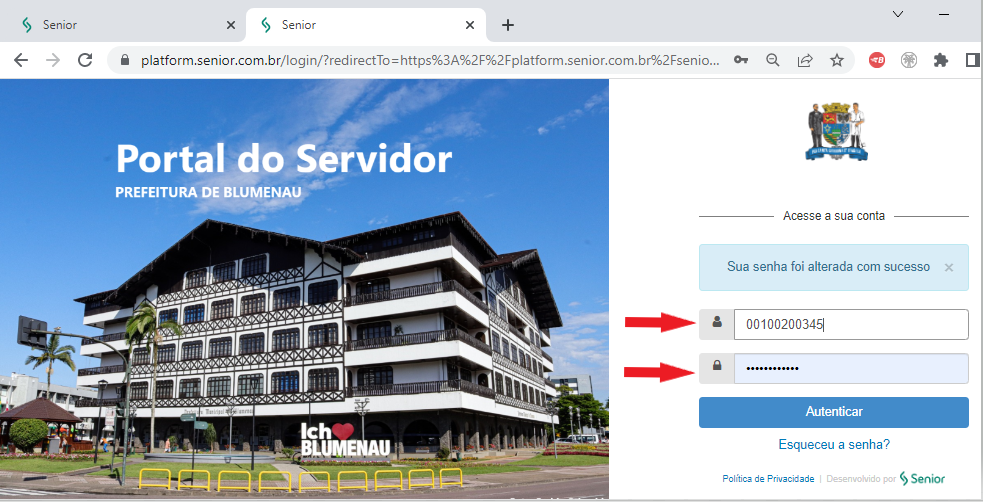 Senior
Senior
platform.senior.com.br/login/?redirectTo=https%3A%2F%2Fplatform.senior.com.br%2Fsenio...
Portal do Servidor
PREFEITURA DE BLUMENAU
Ich
BLUMENAU
Acesse a sua conta
Sua senha foi alterada com sucesso ×
00100200345
••••••••••••
Autenticar
Esqueceu a senha?
Política de Privacidade | Desenvolvido por Senior